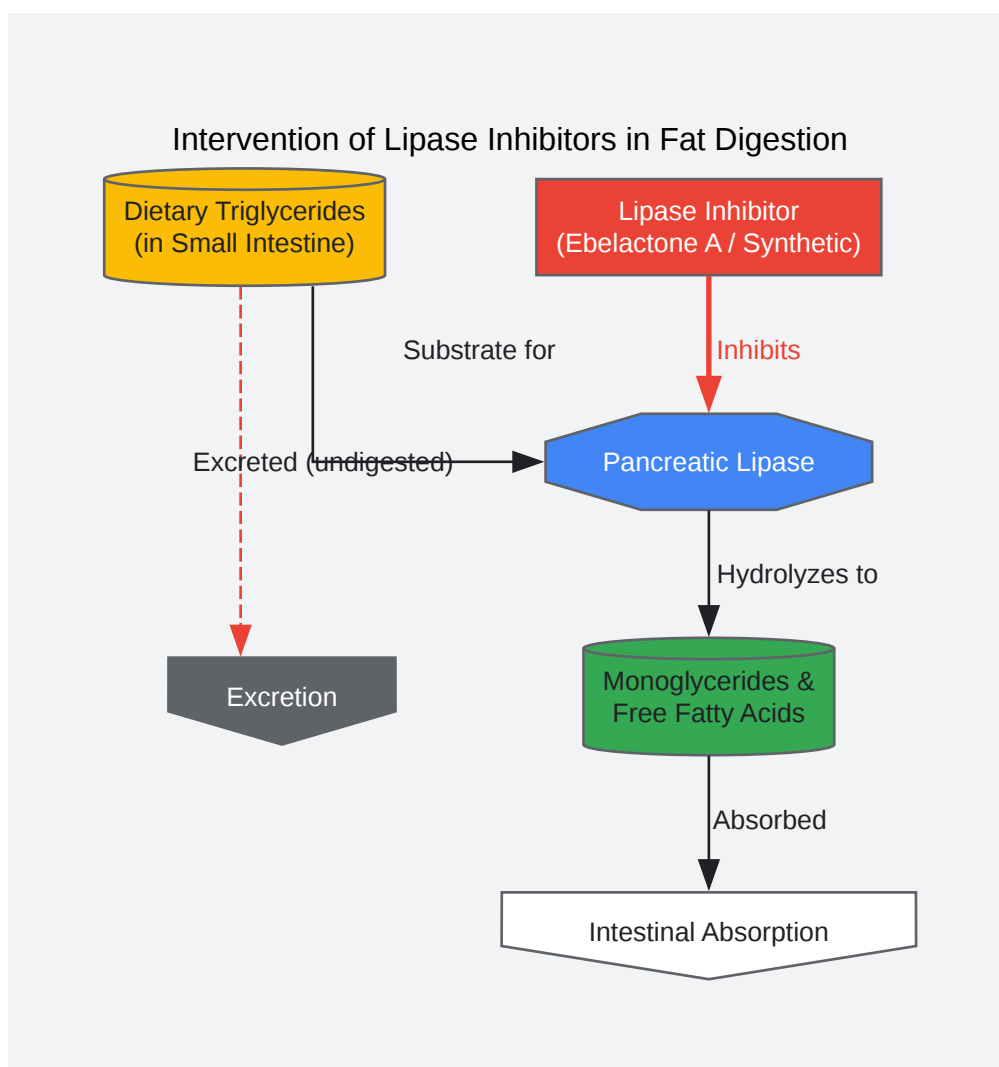 Intervention of Lipase Inhibitors in Fat Digestion
Dietary Triglycerides
(in Small Intestine)
Lipase Inhibitor
(Ebelactone A / Synthetic)
Substrate for
Inhibits
Excreted (undigested)
Pancreatic Lipase
Hydrolyzes to
Monoglycerides &
Free Fatty Acids
Excretion
Absorbed
Intestinal Absorption